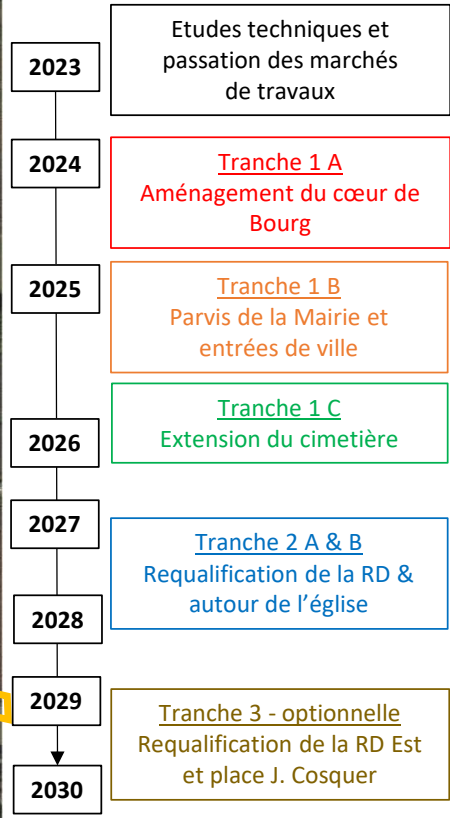 2023
Etudes techniques et
passation des marchés
de travaux
2024
Tranche 1 A
Aménagement du cœur de
Bourg
2025
Tranche 1 B
Parvis de la Mairie et
entrées de ville
Tranche 1 C
Extension du cimetière
2026
2027
Tranche 2 A & B
Requalification de la RD &
autour de l’église
2028
2029
Tranche 3 - optionnelle
Requalification de la RD Est
et place J. Cosquer
2030